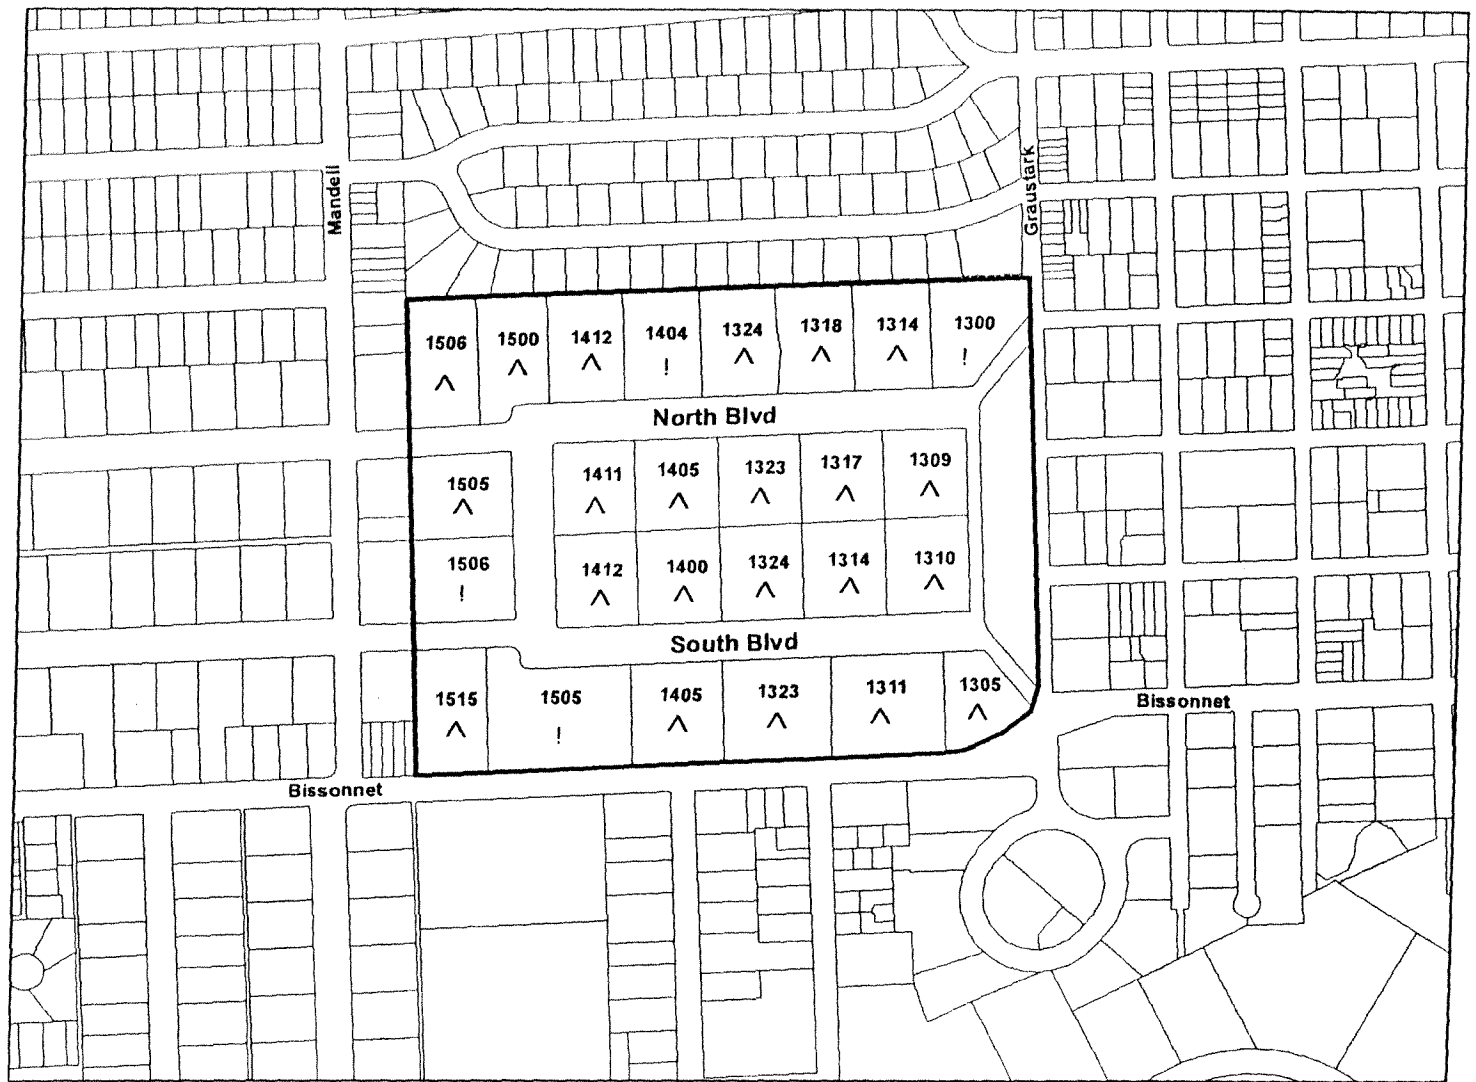 Mandell
Graustark
1506 1500 1412 1404 1324 1318 1314 1300
^ ^ ^ ! ^ ^ ^ !
North Blvd
1505 1411 1405 1323 1317 1309
^ ^ ^ ^ ^ ^
1506 1412 1400 1324 1314 1310
! ^ ^ ^ ^ ^
South Blvd
1515 1505 1405 1323 1311 1305
^ ! ^ ^ ^ ^
Bissonnet
Bissonnet